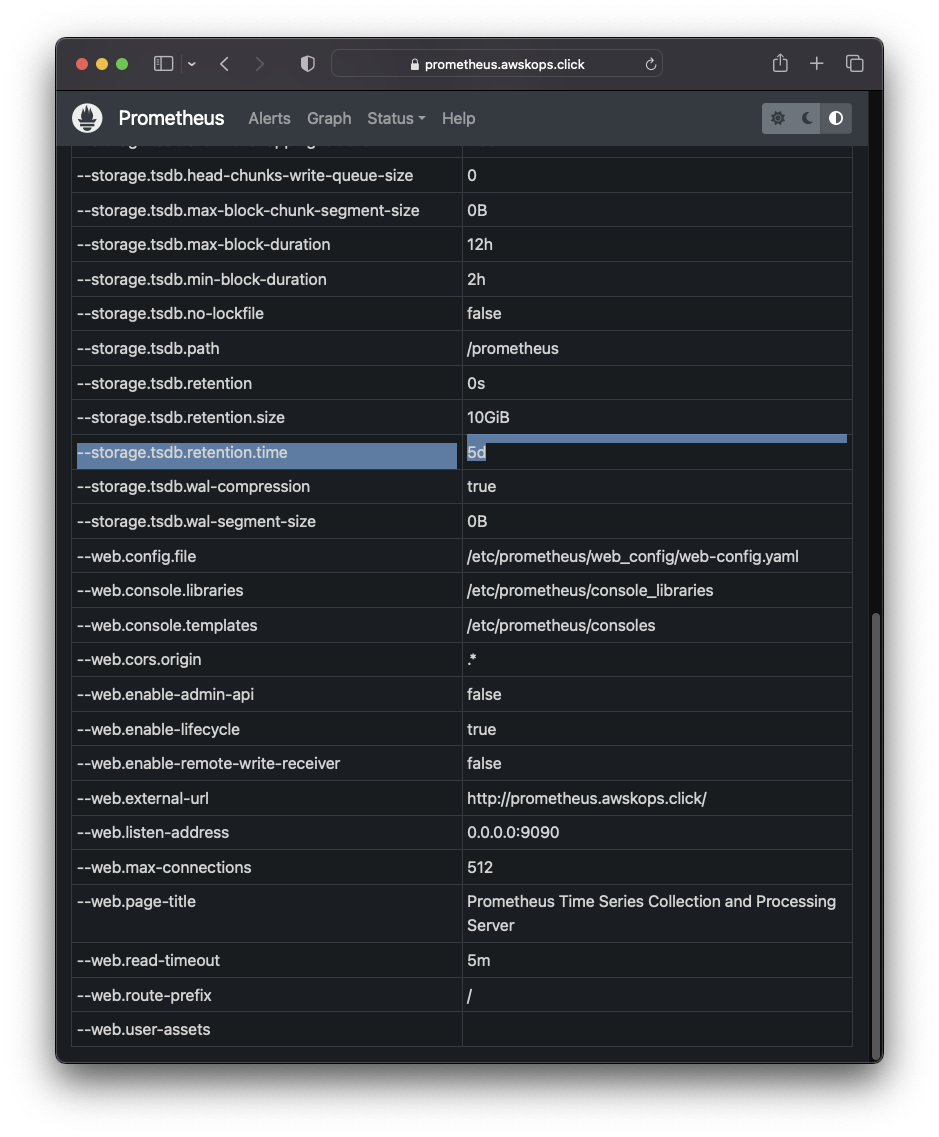 prometheus.awskops.click
Prometheus Alerts Graph Status Help
--storage.tsdb.head-chunks-write-queue-size 0
--storage.tsdb.max-block-chunk-segment-size 0B
--storage.tsdb.max-block-duration 12h
--storage.tsdb.min-block-duration 2h
--storage.tsdb.no-lockfile false
--storage.tsdb.path /prometheus
--storage.tsdb.retention 0s
--storage.tsdb.retention.size 10GiB
--storage.tsdb.retention.time 5d
--storage.tsdb.wal-compression true
--storage.tsdb.wal-segment-size 0B
--web.config.file /etc/prometheus/web_config/web-config.yaml
--web.console.libraries /etc/prometheus/console_libraries
--web.console.templates /etc/prometheus/consoles
--web.cors.origin .*
--web.enable-admin-api false
--web.enable-lifecycle true
--web.enable-remote-write-receiver false
--web.external-url http://prometheus.awskops.click/
--web.listen-address 0.0.0.0:9090
--web.max-connections 512
--web.page-title Prometheus Time Series Collection and Processing
Server
--web.read-timeout 5m
--web.route-prefix /
--web.user-assets